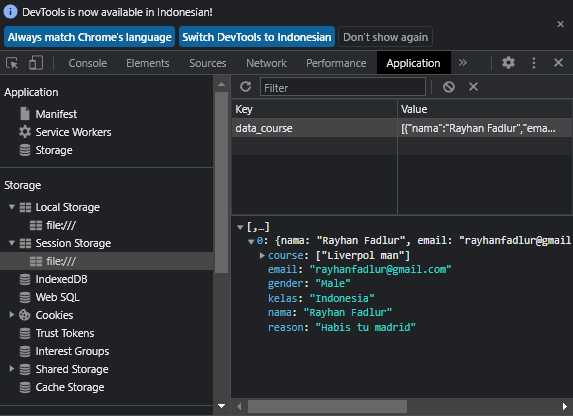 DevTools is now available in Indonesian!
Always match Chrome's language Switch DevTools to Indonesian Don't show again
Console Elements Sources Network Performance Application
Application
Manifest
Service Workers
Storage
Storage
Local Storage
file:///
Session Storage
file:///
IndexedDB
Web SQL
Cookies
Trust Tokens
Interest Groups
Shared Storage
Cache Storage
Filter
Key Value
data_course [{"nama":"Rayhan Fadlur","ema...
[,…]
0: {nama: "Rayhan Fadlur", email: "rayhanfadlur@gmail
course: ["Liverpol man"]
email: "rayhanfadlur@gmail.com"
gender: "Male"
kelas: "Indonesia"
nama: "Rayhan Fadlur"
reason: "Habis tu madrid"